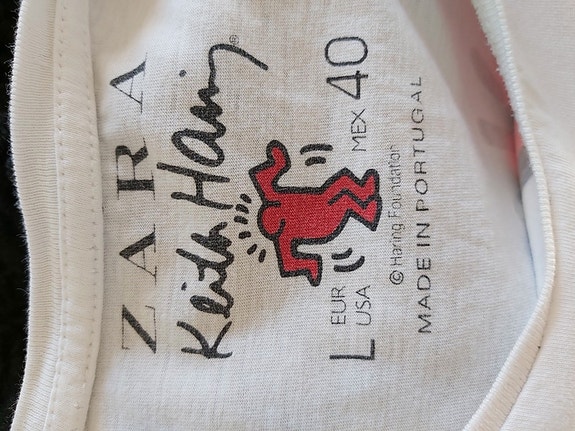 ZARA
Keith Haring®
L EUR USA MEX 40
© Haring Foundation
MADE IN PORTUGAL